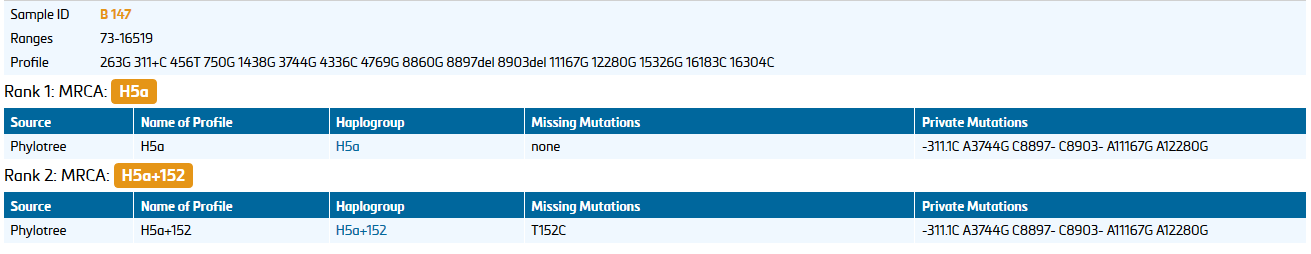 Sample ID B 147
Ranges 73-16519
Profile 263G 311+C 456T 750G 1438G 3744G 4336C 4769G 8860G 8897del 8903del 11167G 12280G 15326G 16183C 16304C
Rank 1: MRCA: H5a
Source Name of Profile Haplogroup Missing Mutations Private Mutations
Phylotree H5a H5a none -311.1C A3744G C8897- C8903- A11167G A12280G
Rank 2: MRCA: H5a+152
Source Name of Profile Haplogroup Missing Mutations Private Mutations
Phylotree H5a+152 H5a+152 T152C -311.1C A3744G C8897- C8903- A11167G A12280G